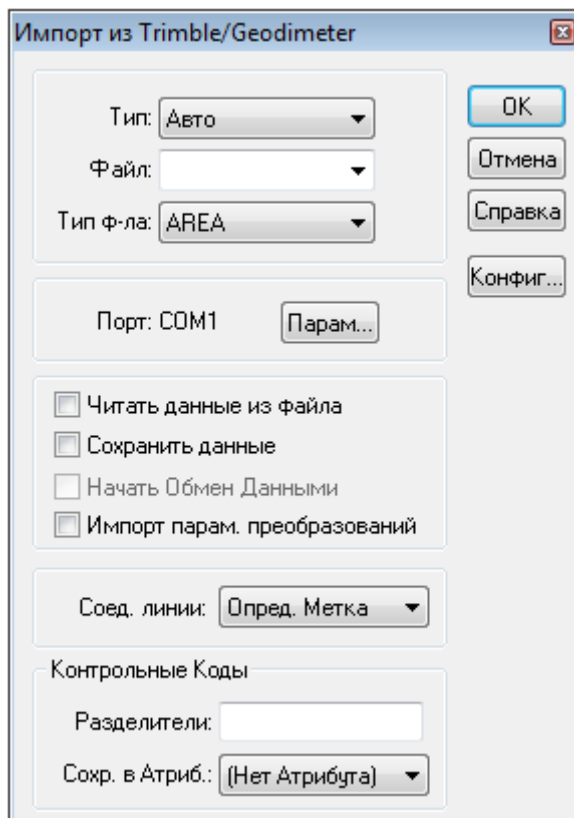 Импорт из Trimble/Geodimeter
Тип: Авто
OK
Файл:
Отмена
Тип ф-ла: AREA
Справка
Конфиг...
Порт: COM1 Парам...
Читать данные из файла
Сохранить данные
Начать Обмен Данными
Импорт парам. преобразований
Соед. линии: Опред. Метка
Контрольные Коды
Разделители:
Сохр. в Атриб.: (Нет Атрибута)